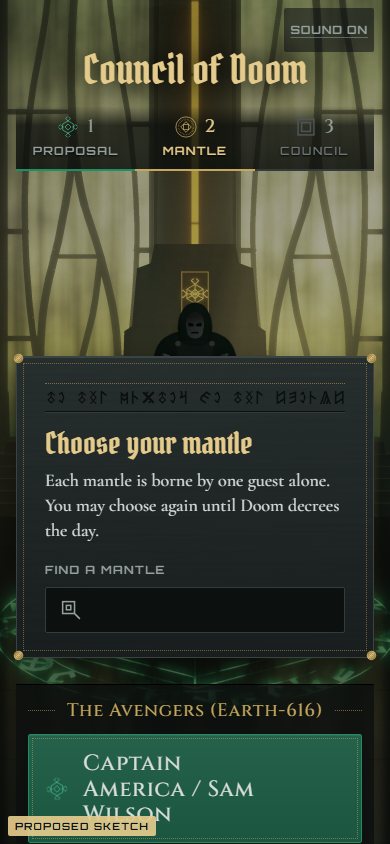 SOUND ON
Council of Doom
1
PROPOSAL
2
MANTLE
3
COUNCIL
Choose your mantle
Each mantle is borne by one guest alone.
You may choose again until Doom decrees
the day.
FIND A MANTLE
The Avengers (Earth-616)
Captain
America / Sam
Wilson
PROPOSED SKETCH